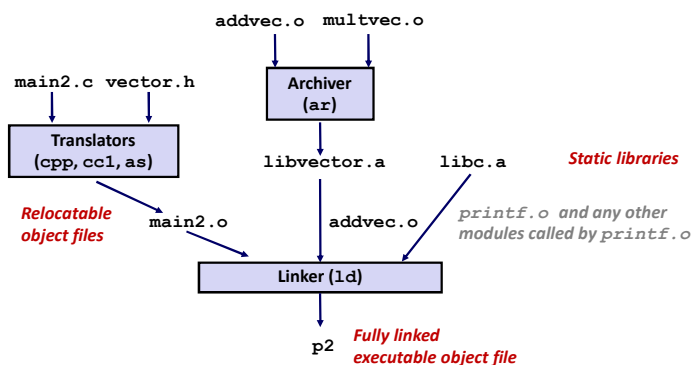 addvec.o multvec.o
main2.c vector.h
Archiver
(ar)
Translators
(cpp, cc1, as)
libvector.a
libc.a
Static libraries
Relocatable
object files
main2.o
addvec.o
printf.o and any other
modules called by printf.o
Linker (ld)
p2
Fully linked
executable object file